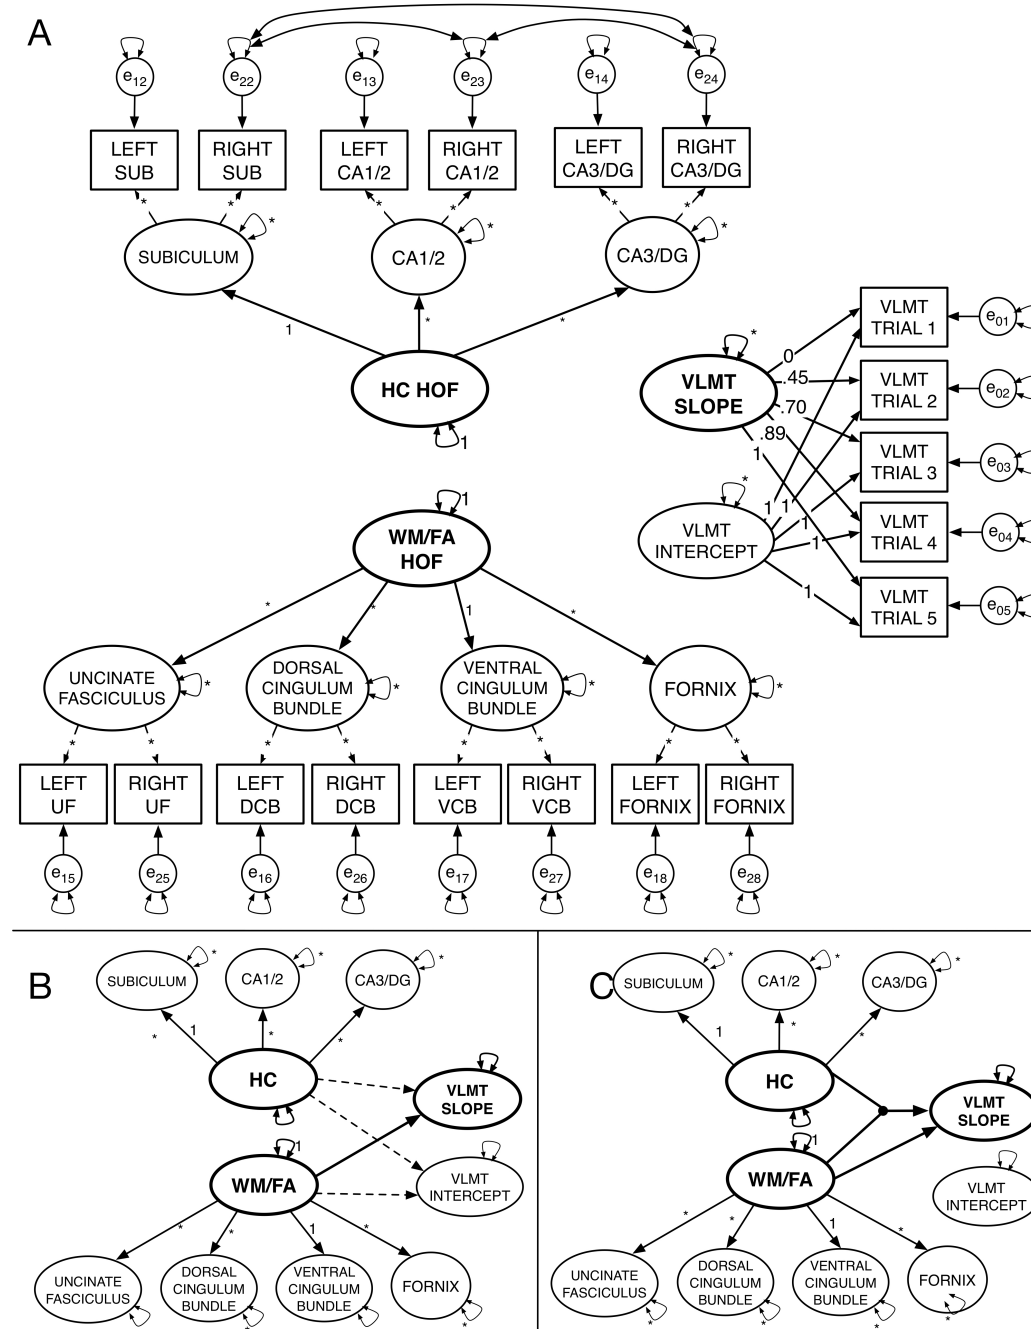 A
e12 e22 e13 e23 e14 e24
LEFT SUB
RIGHT SUB
LEFT CA1/2
RIGHT CA1/2
LEFT CA3/DG
RIGHT CA3/DG
* * * * * *
SUBICULUM *
CA1/2 *
CA3/DG *
1 * *
HC HOF
1
VLMT SLOPE
*
0
.45
.70
.89
1
VLMT INTERCEPT
*
1 1 1 1 1
VLMT TRIAL 1
e01
VLMT TRIAL 2
e02
VLMT TRIAL 3
e03
VLMT TRIAL 4
e04
VLMT TRIAL 5
e05
1
WM/FA HOF
* * 1 *
UNCINATE FASCICULUS *
DORSAL CINGULUM BUNDLE *
VENTRAL CINGULUM BUNDLE *
FORNIX *
* * * * * * * *
LEFT UF
RIGHT UF
LEFT DCB
RIGHT DCB
LEFT VCB
RIGHT VCB
LEFT FORNIX
RIGHT FORNIX
e15 e25 e16 e26 e17 e27 e18 e28
B
SUBICULUM *
CA1/2 *
CA3/DG *
* 1 * *
HC
VLMT SLOPE
1
WM/FA
VLMT INTERCEPT
* * 1 *
UNCINATE FASCICULUS
DORSAL CINGULUM BUNDLE *
VENTRAL CINGULUM BUNDLE
FORNIX *
C
SUBICULUM *
CA1/2 *
CA3/DG *
1 * *
HC
VLMT SLOPE
1
WM/FA
VLMT INTERCEPT
* * 1 *
UNCINATE FASCICULUS *
DORSAL CINGULUM BUNDLE *
VENTRAL CINGULUM BUNDLE *
FORNIX *